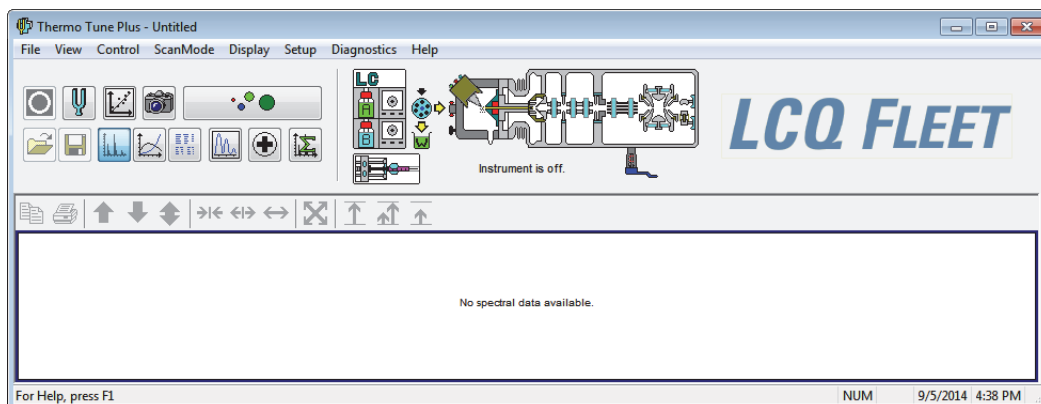 Thermo Tune Plus - Untitled
File View Control ScanMode Display Setup Diagnostics Help
LC
A
B
W
Instrument is off.
LCQ FLEET
No spectral data available.
For Help, press F1
NUM
9/5/2014 4:38 PM